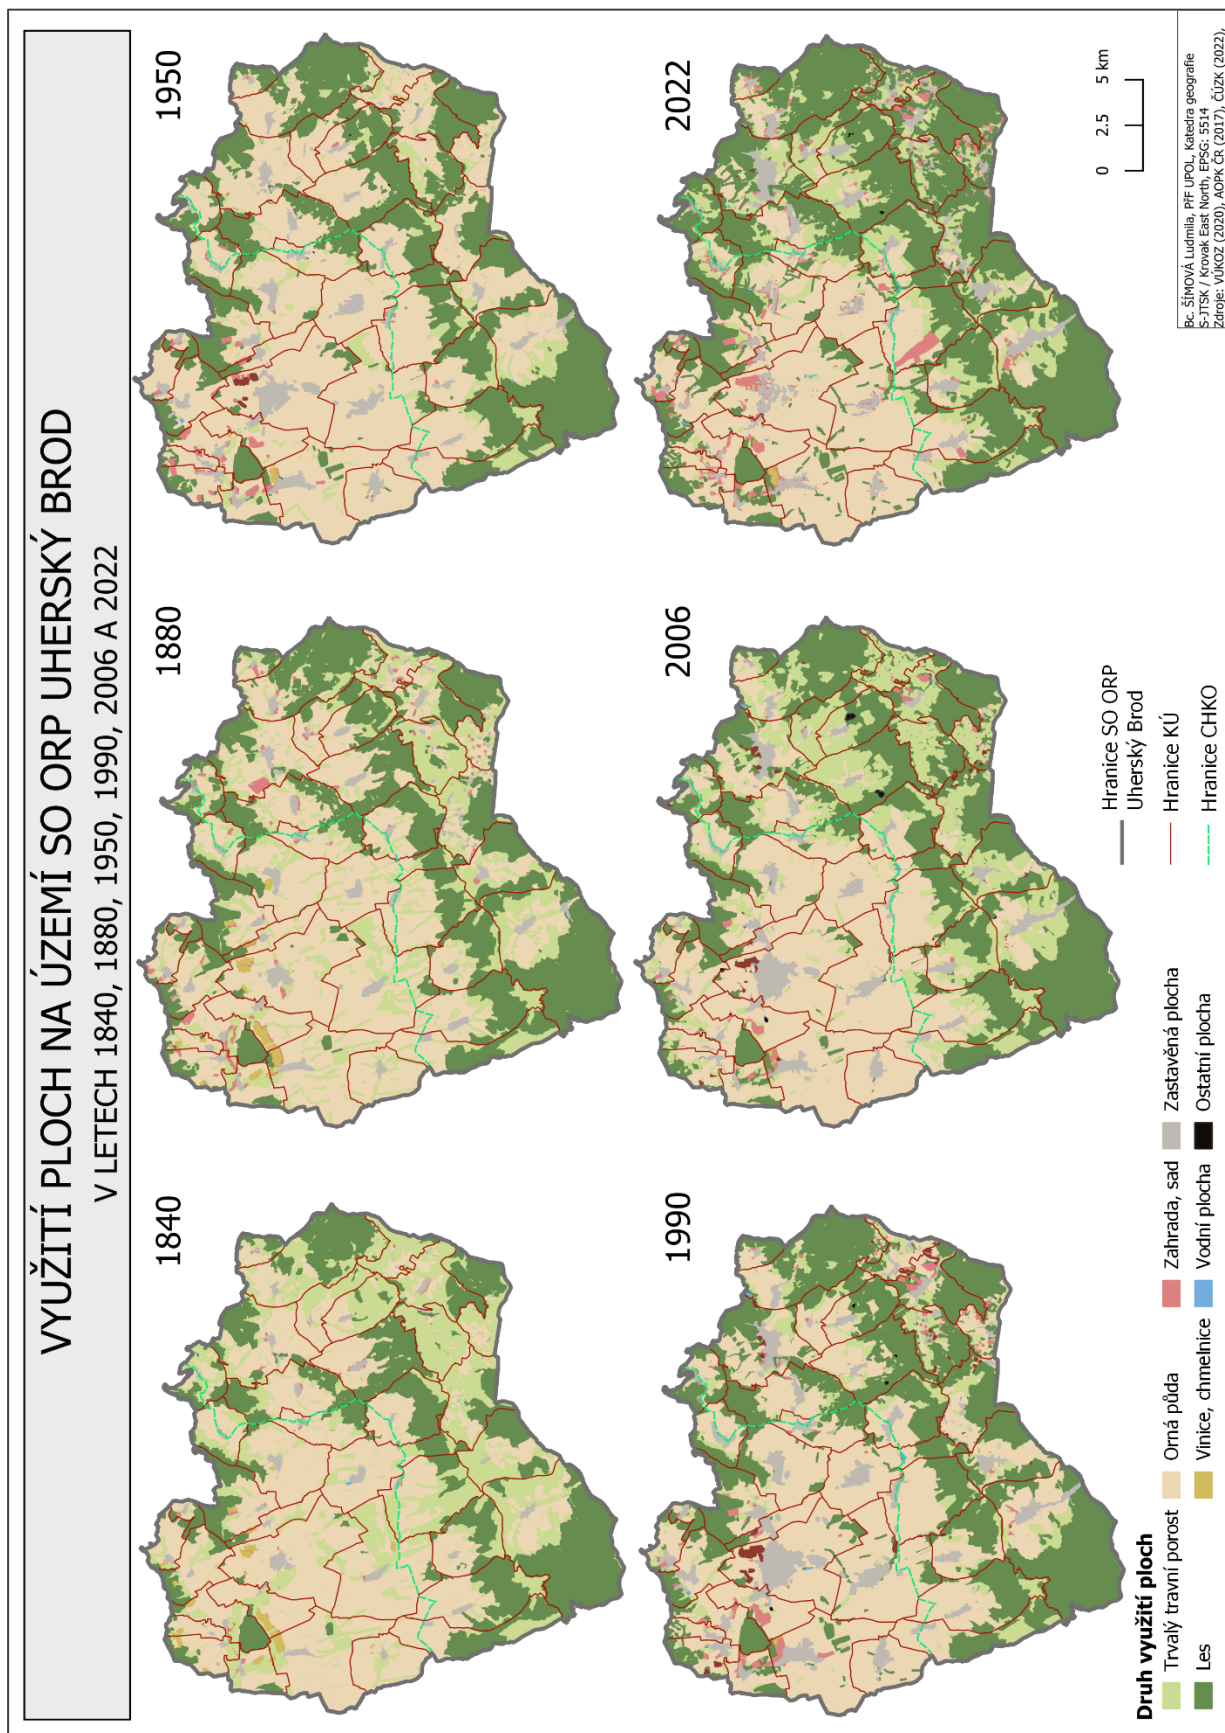 VYUŽITÍ PLOCH NA ÚZEMÍ SO ORP UHERSKÝ BROD
V LETECH 1840, 1880, 1950, 1990, 2006 A 2022
1840
1880
1950
1990
2006
2022
Druh využití ploch
Trvalý travní porost
Les
Orná půda
Vinice, chmelnice
Zahrada, sad
Vodní plocha
Zastavěná plocha
Ostatní plocha
Hranice SO ORP
Uherský Brod
Hranice KÚ
Hranice CHKO
0 2.5 5 km
Bc. ŠÍMOVÁ Ludmila, PřF UPOL, Katedra geografie
S-JTSK / Krovak East North, EPSG: 5514
Zdroje: VÚKOZ (2020), AOPK ČR (2017), ČÚZK (2022),